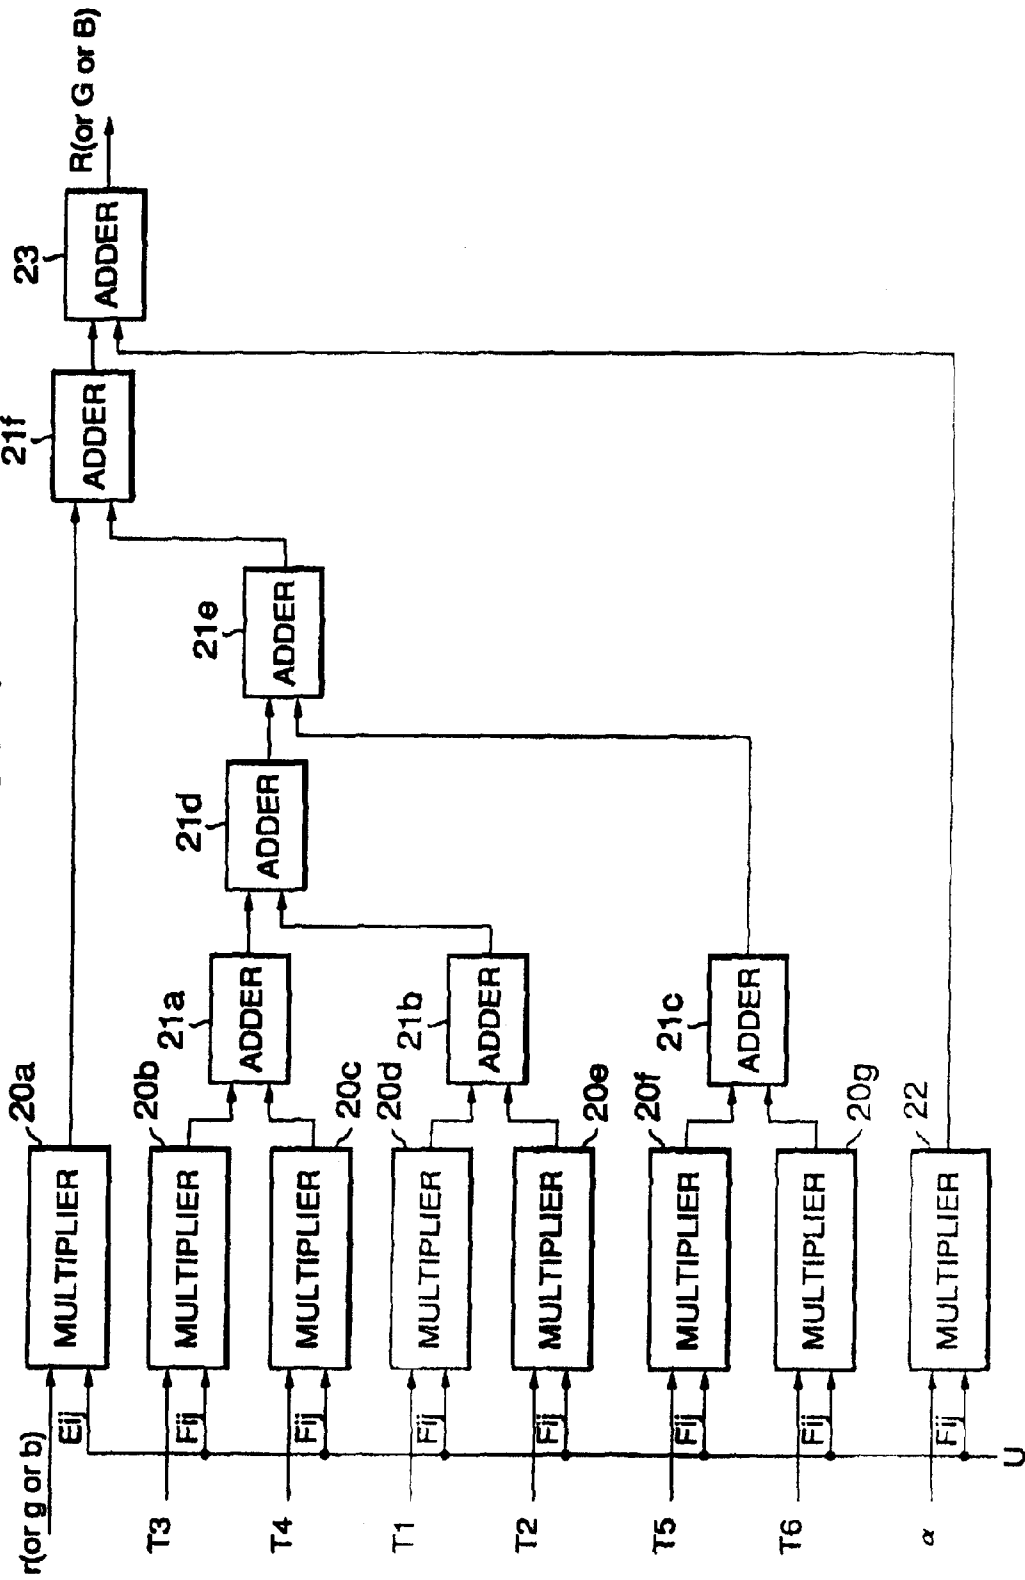 r(or g or b)
Eij
MULTIPLIER
20a
T3
Fij
MULTIPLIER
20b
T4
Fij
MULTIPLIER
20c
T1
Fij
MULTIPLIER
20d
T2
Fij
MULTIPLIER
20e
T5
Fij
MULTIPLIER
20f
T6
Fij
MULTIPLIER
20g
α
Fij
MULTIPLIER
22
U
21a
ADDER
21b
ADDER
21c
ADDER
21d
ADDER
21e
ADDER
21f
ADDER
23
ADDER
R(or G or B)